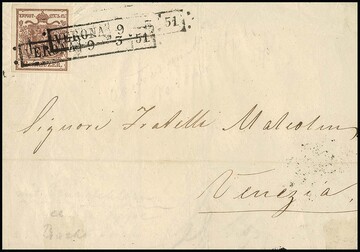 VERONA 9 3 51
VERONA 9 3 51
Signori Fratelli Malcolm
Venezia